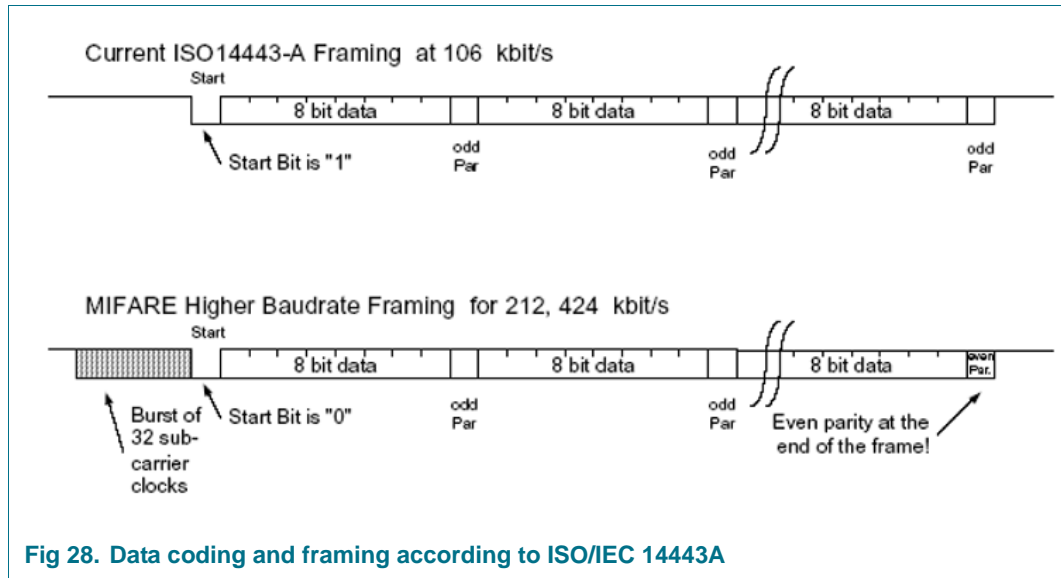 Current ISO14443-A Framing at 106 kbit/s
Start
8 bit data 8 bit data 8 bit data
Start Bit is "1"
odd Par
odd Par
odd Par
MIFARE Higher Baudrate Framing for 212, 424 kbit/s
Start
8 bit data 8 bit data 8 bit data
even Par.
Burst of
32 sub-
carrier
clocks
Start Bit is "0"
odd Par
odd Par
Even parity at the
end of the frame!
Fig 28. Data coding and framing according to ISO/IEC 14443A